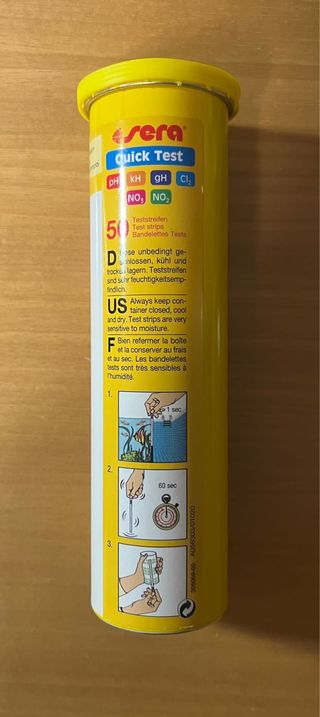 sera
Quick Test
pH kH gH Cl₂
NO₃ NO₂
50 Teststreifen
Test strips
Bandelettes Tests
D Dose unbedingt ge-
schlossen, kühl und
trocken lagern. Teststreifen
sind sehr feuchtigkeitsemp-
findlich.
US Always keep con-
tainer closed, cool
and dry. Test strips are very
sensitive to moisture.
F Bien refermer la boîte
et la conserver au frais
et au sec. Les bandelettes
tests sont très sensibles à
l'humidité.
1.
1 sec
2.
60 sec
3.